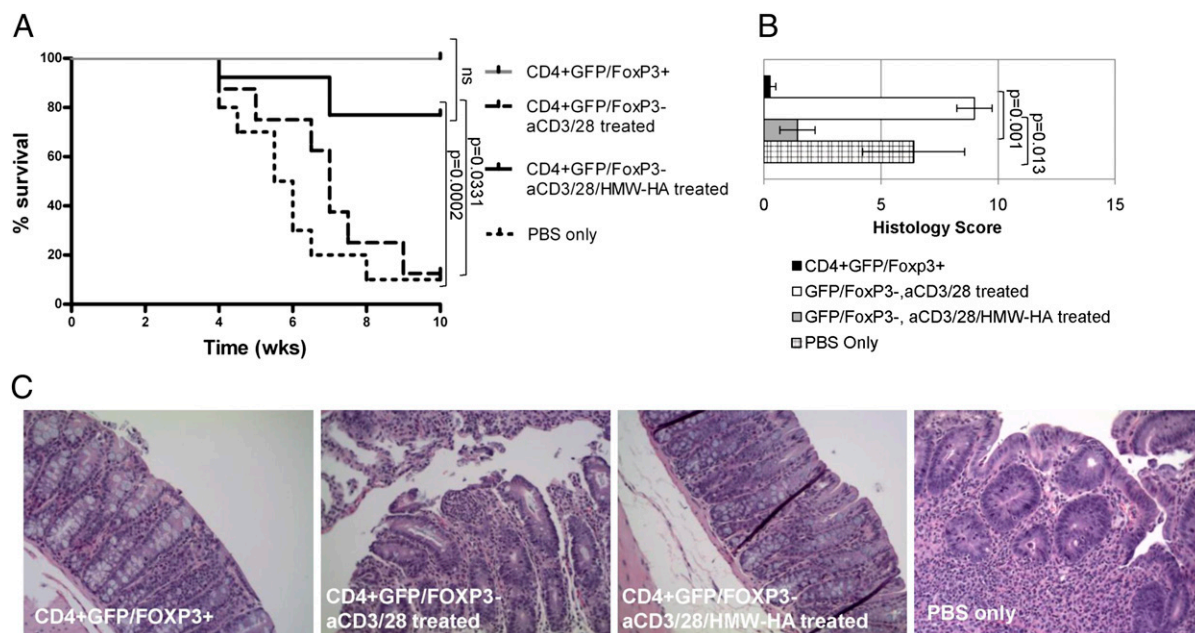 A
% survival
100
80
60
40
20
0
0 2 4 6 8 10
Time (wks)
ns
p=0.0331
p=0.0002
CD4+GFP/FoxP3+
CD4+GFP/FoxP3-
aCD3/28 treated
CD4+GFP/FoxP3-
aCD3/28/HMW-HA treated
PBS only
B
p=0.013
p=0.001
0 5 10 15
Histology Score
CD4+GFP/Foxp3+
GFP/FoxP3-,aCD3/28 treated
GFP/FoxP3-, aCD3/28/HMW-HA treated
PBS Only
C
CD4+GFP/FOXP3+
CD4+GFP/FOXP3-
aCD3/28 treated
CD4+GFP/FOXP3-
aCD3/28/HMW-HA treated
PBS only